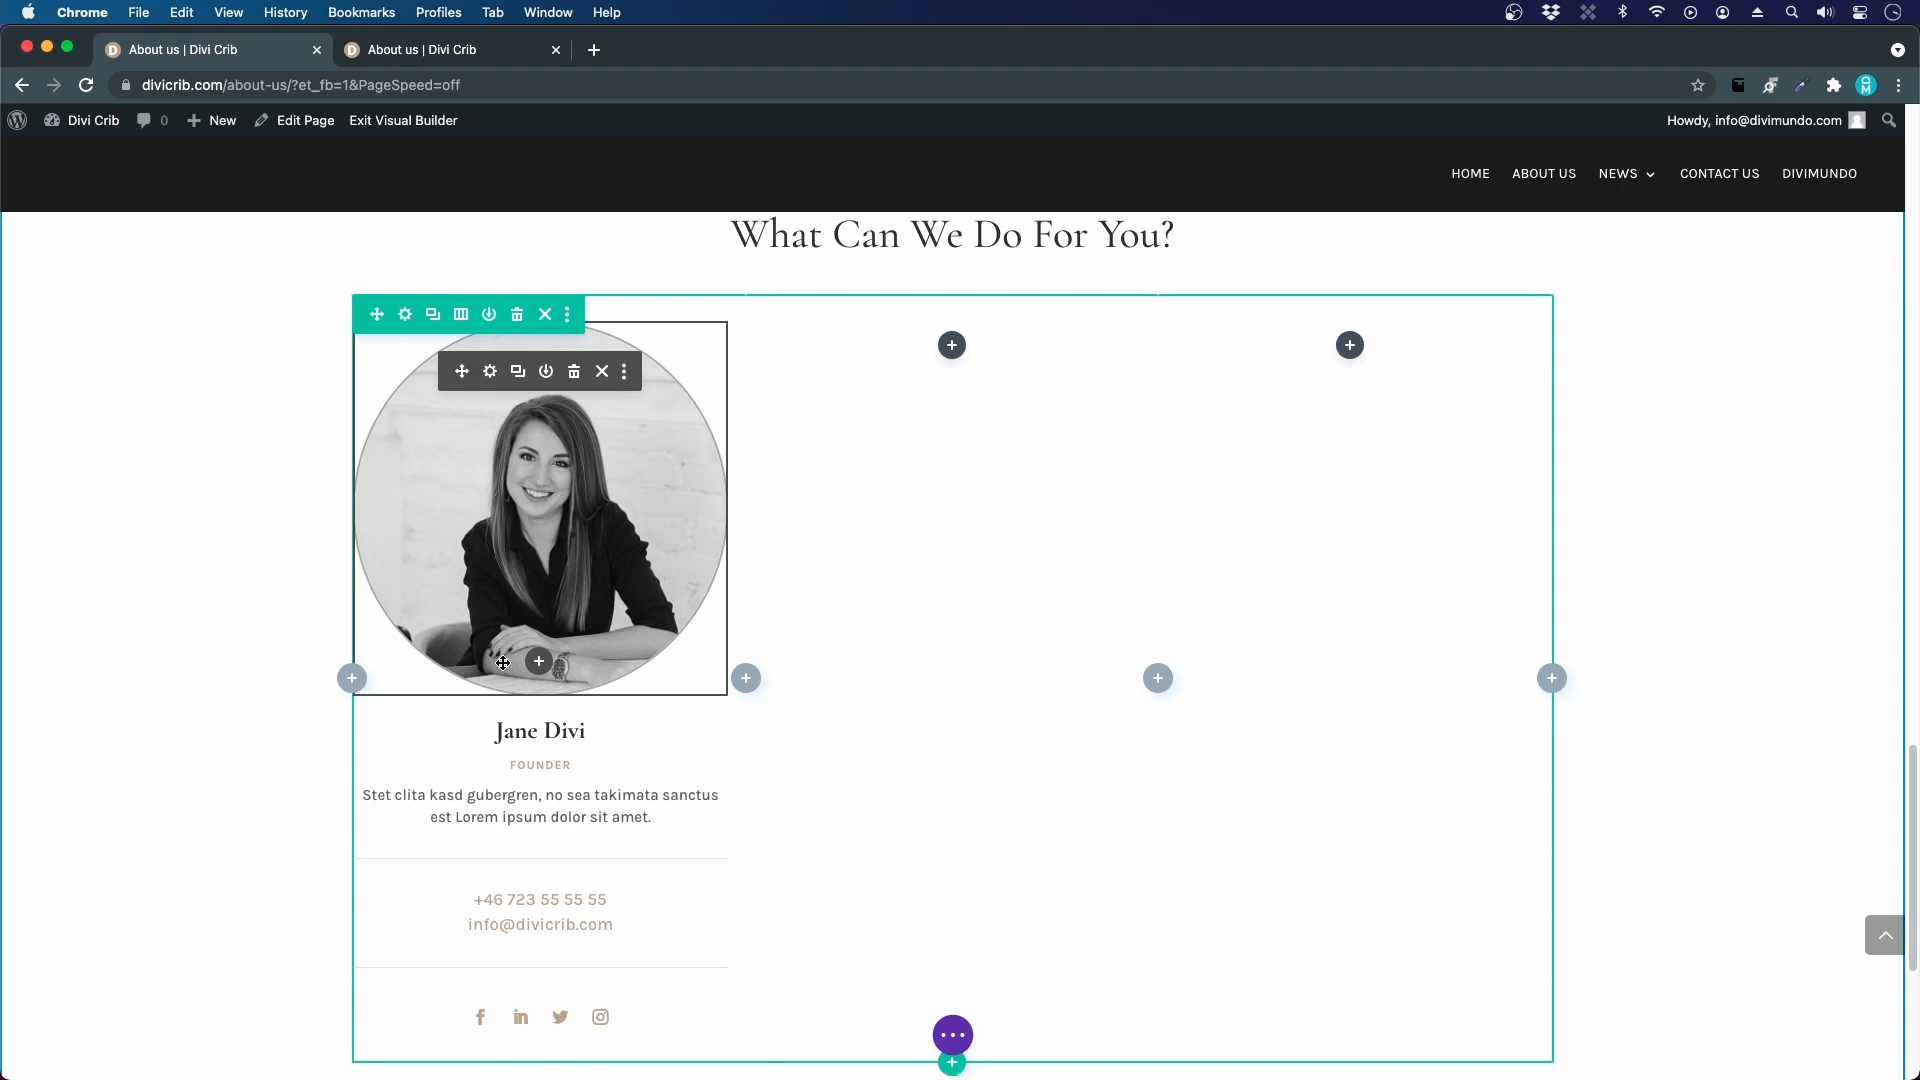 Chrome File Edit View History Bookmarks Profiles Tab Window Help
About us | Divi Crib
About us | Divi Crib
divicrib.com/about-us/?et_fb=1&PageSpeed=off
Divi Crib 0 New Edit Page Exit Visual Builder Howdy, info@divimundo.com
HOME ABOUT US NEWS CONTACT US DIVIMUNDO
What Can We Do For You?
Jane Divi
FOUNDER
Stet clita kasd gubergren, no sea takimata sanctus
est Lorem ipsum dolor sit amet.
+46 723 55 55 55
info@divicrib.com